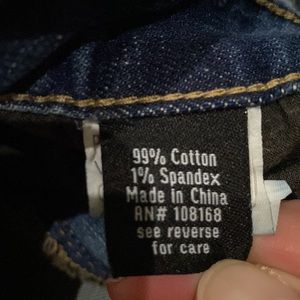 99% Cotton
1% Spandex
Made in China
RN# 108168
see reverse
for care